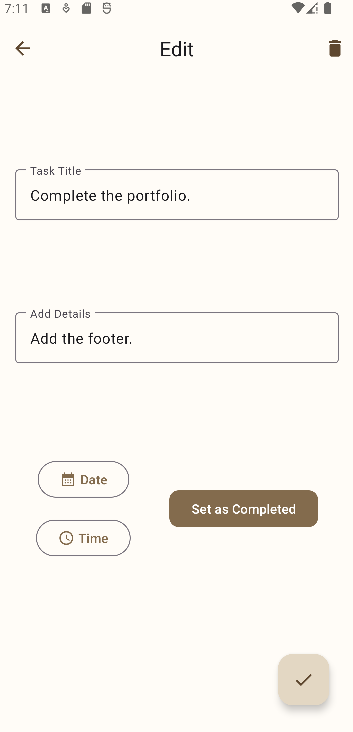 7:11
Edit
Task Title
Complete the portfolio.
Add Details
Add the footer.
Date
Set as Completed
Time